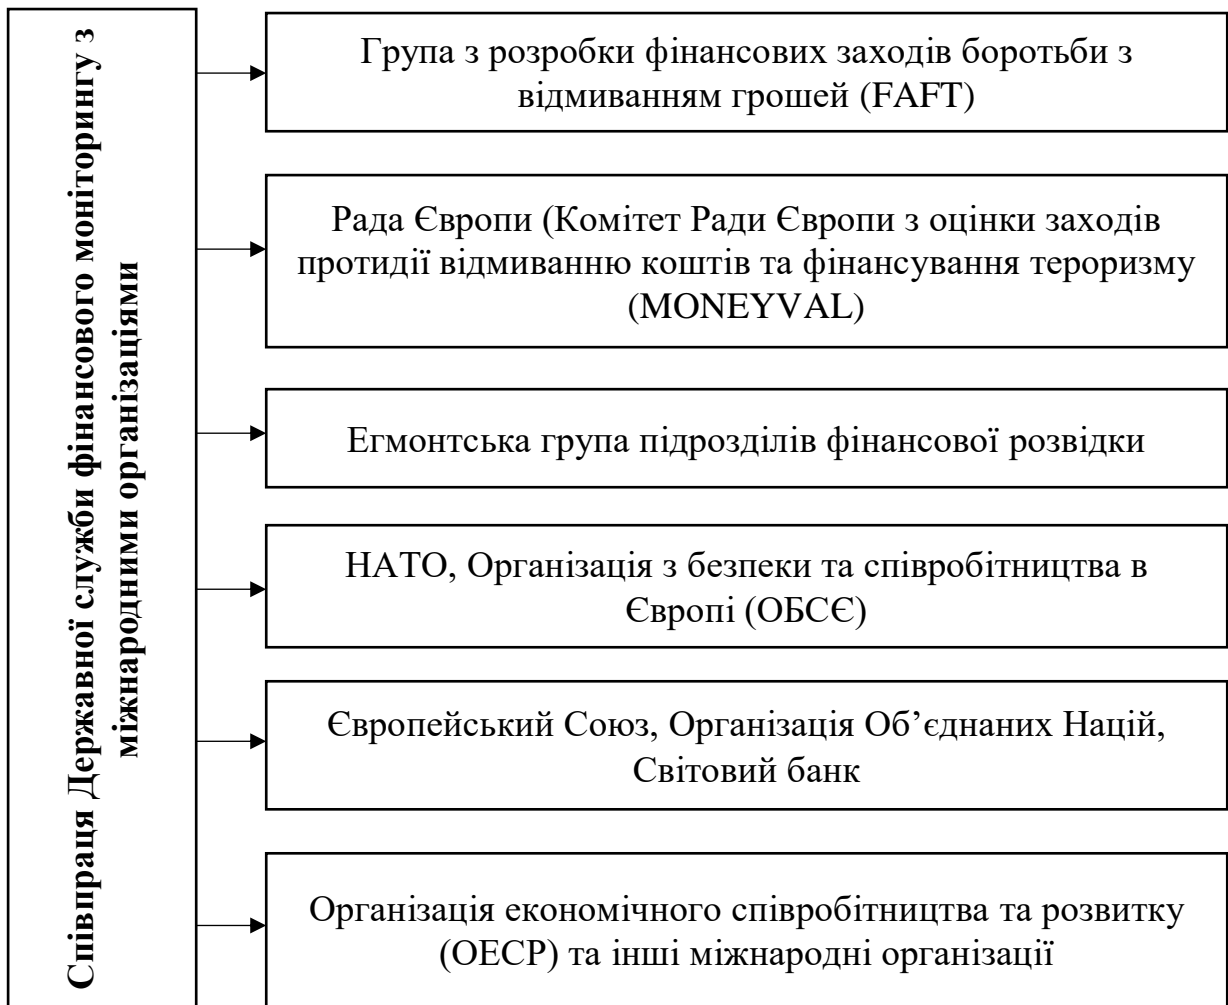 Співпраця Державної служби фінансового моніторингу з
міжнародними організаціями
Група з розробки фінансових заходів боротьби з
відмиванням грошей (FAFT)
Рада Європи (Комітет Ради Європи з оцінки заходів
протидії відмиванню коштів та фінансування тероризму
(MONEYVAL)
Егмонтська група підрозділів фінансової розвідки
НАТО, Організація з безпеки та співробітництва в
Європі (ОБСЄ)
Європейський Союз, Організація Об’єднаних Націй,
Світовий банк
Організація економічного співробітництва та розвитку
(ОЕСР) та інші міжнародні організації